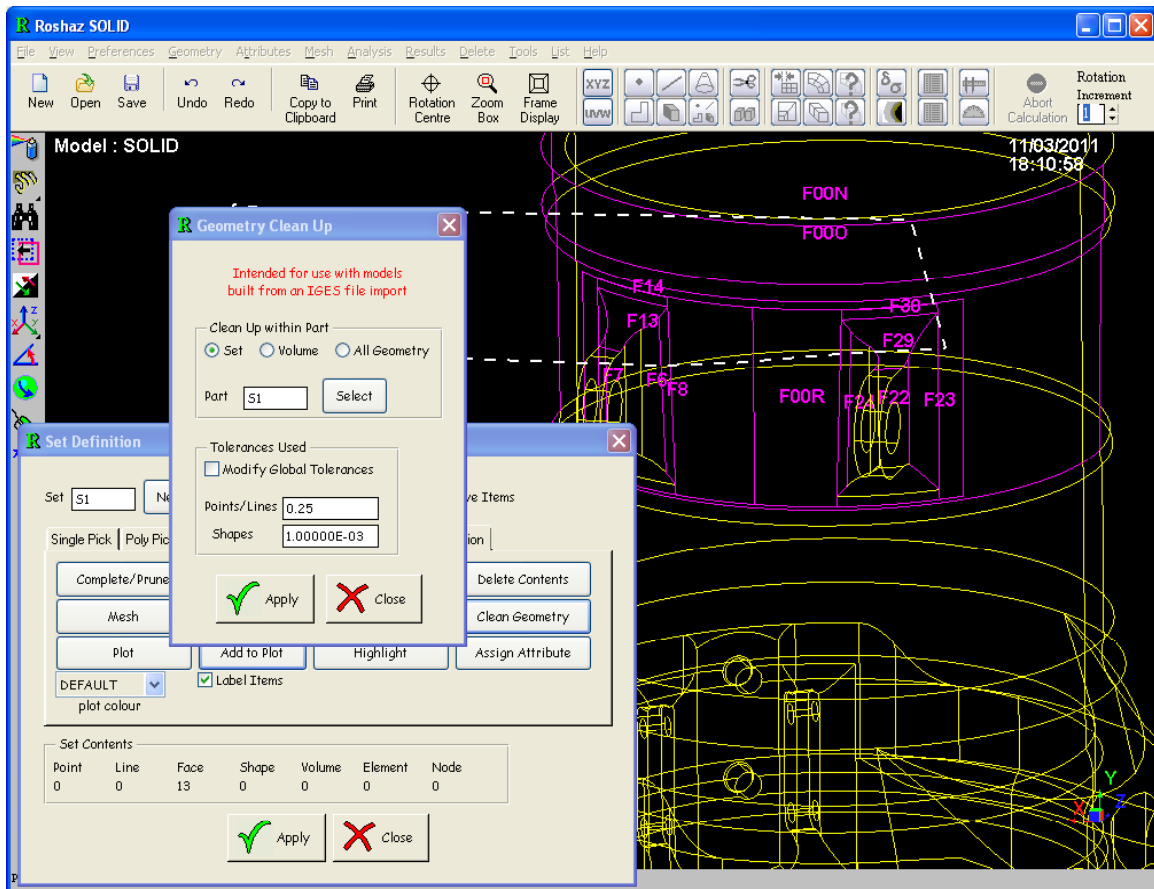 Roshaz SOLID
File View Preferences Geometry Attributes Mesh Analysis Results Delete Tools List Help
New Open Save Undo Redo Copy to Clipboard Print Rotation Centre Zoom Box Frame Display XYZ UVW δσ Abort Calculation Rotation Increment 1
Model : SOLID
11/03/2011
18:10:58
F00N
F00O
F14
F13
F7 F6 F8
F30
F29
F00R F22 F23
Geometry Clean Up
Intended for use with models
built from an IGES file import
Clean Up within Part
Set Volume All Geometry
Part S1 Select
Tolerances Used
Modify Global Tolerances
Points/Lines 0.25
Shapes 1.00000E-03
Apply Close
Set Definition
Set S1
Single Pick
Complete/Prune Delete Contents
Mesh Clean Geometry
Plot Add to Plot Highlight Assign Attribute
DEFAULT Label Items
plot colour
Set Contents
Point Line Face Shape Volume Element Node
0 0 13 0 0 0 0
Apply Close
X Y Z